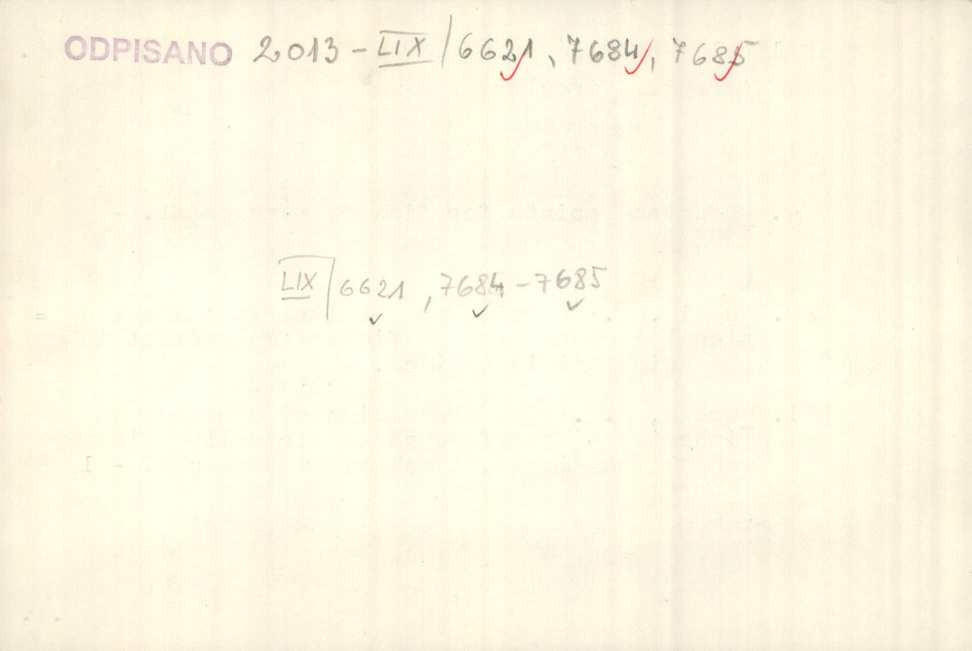 ODPISANO 2013 - LIX / 6621, 7684, 7685
LIX / 6621, 7684 - 7685